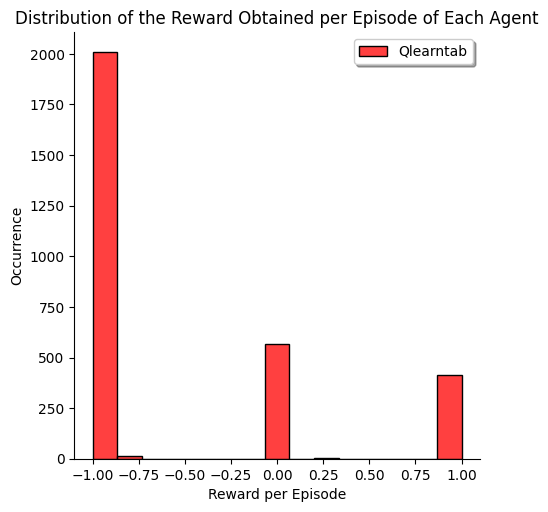 Distribution of the Reward Obtained per Episode of Each Agent
Qlearntab
Occurrence
2000
1750
1500
1250
1000
750
500
250
0
−1.00 −0.75 −0.50 −0.25 0.00 0.25 0.50 0.75 1.00
Reward per Episode